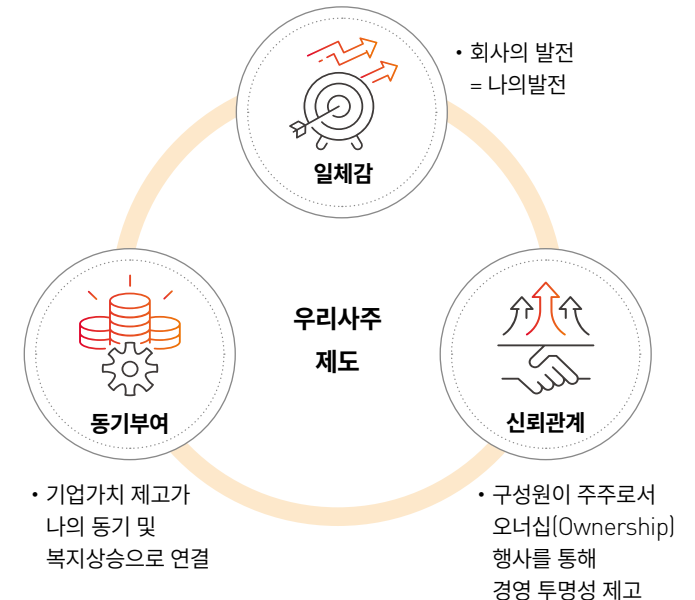 • 회사의 발전
= 나의발전
일체감
우리사주
제도
동기부여
신뢰관계
• 기업가치 제고가
나의 동기 및
복지상승으로 연결
• 구성원이 주주로서
오너십(Ownership)
행사를 통해
경영 투명성 제고